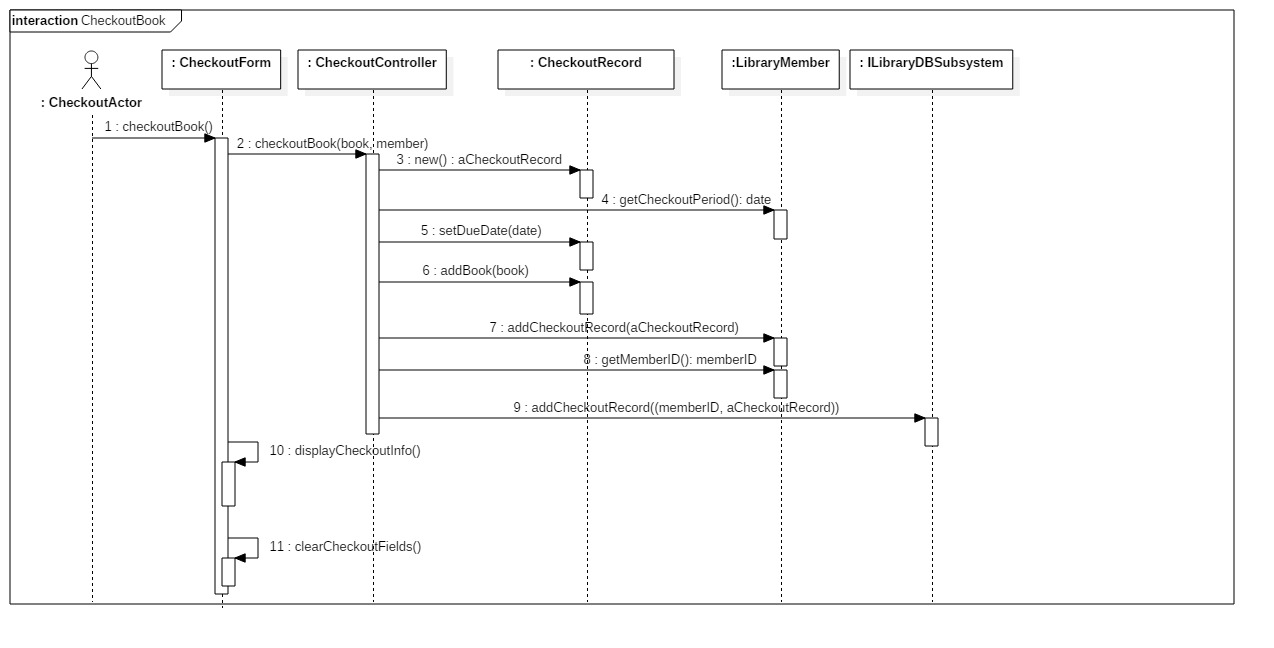 interaction CheckoutBook
: CheckoutForm
: CheckoutController
: CheckoutRecord
:LibraryMember
: ILibraryDBSubsystem
: CheckoutActor
1 : checkoutBook()
2 : checkoutBook(book, member)
3 : new() : aCheckoutRecord
4 : getCheckoutPeriod(): date
5 : setDueDate(date)
6 : addBook(book)
7 : addCheckoutRecord(aCheckoutRecord)
8 : getMemberID(): memberID
9 : addCheckoutRecord((memberID, aCheckoutRecord))
10 : displayCheckoutInfo()
11 : clearCheckoutFields()